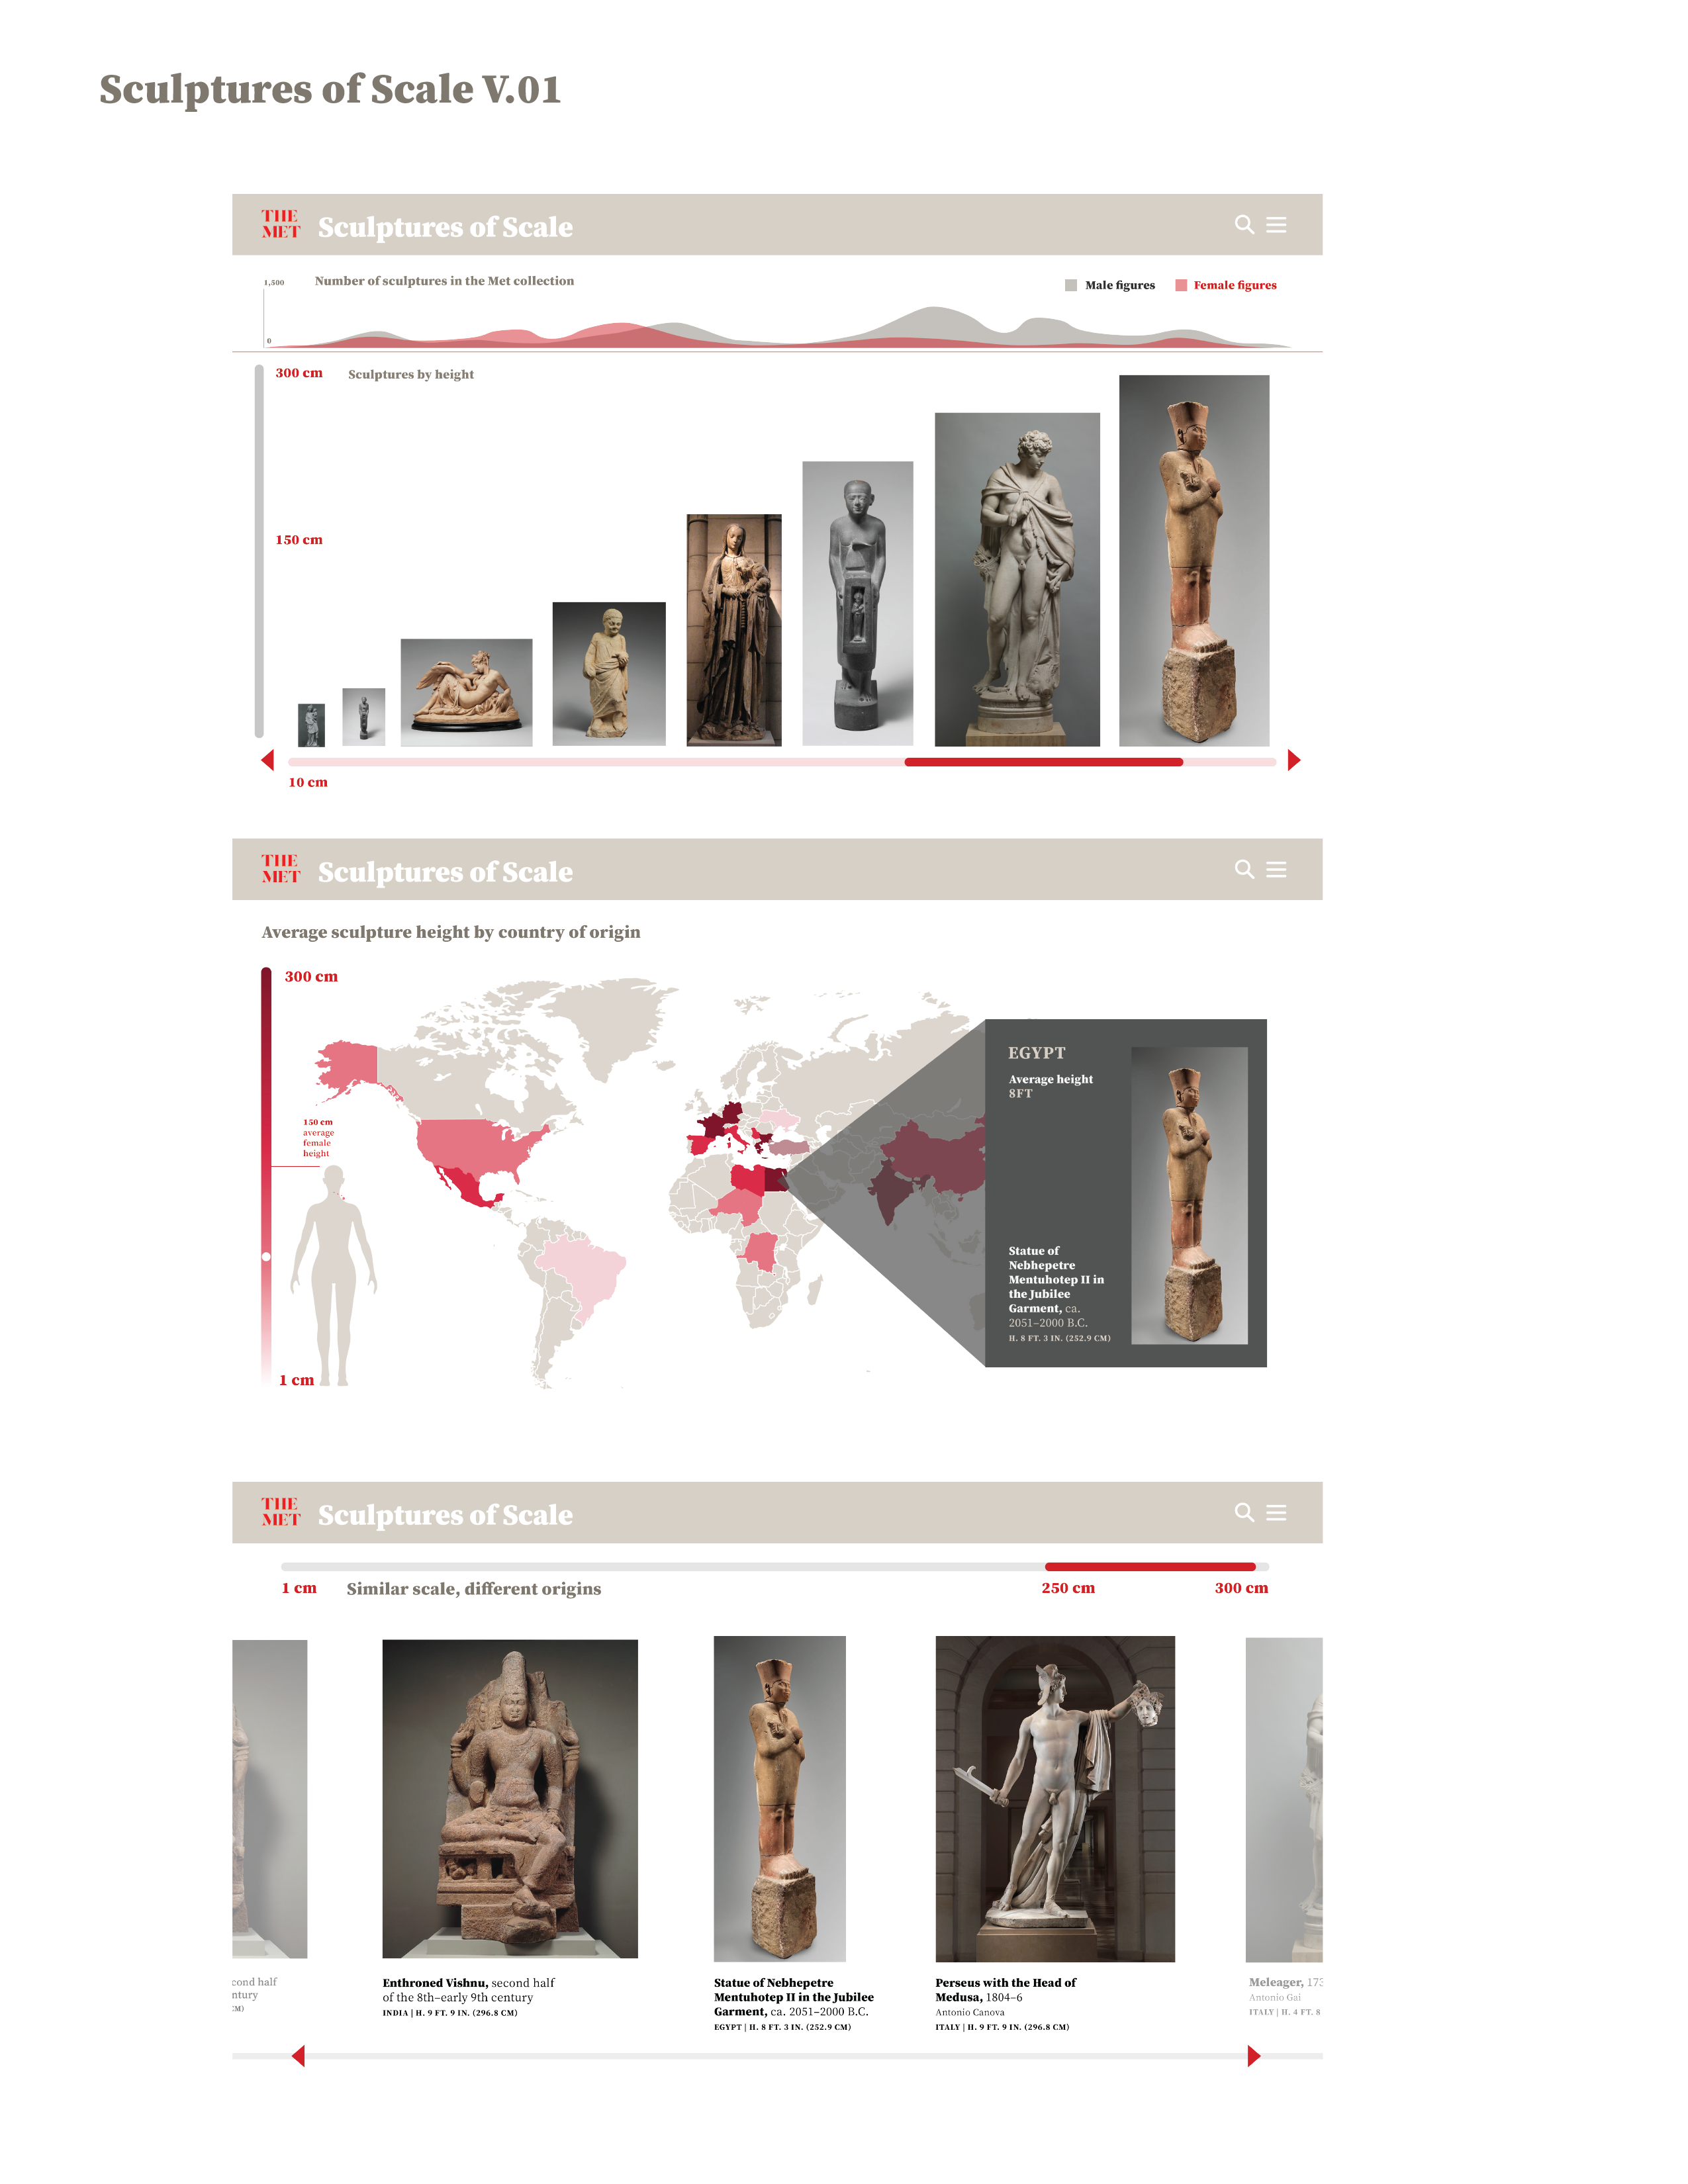 Sculptures of Scale V.01
THE
MET
Sculptures of Scale
1,500
Number of sculptures in the Met collection
Male figures
Female figures
0
300 cm
Sculptures by height
150 cm
10 cm
THE
MET
Sculptures of Scale
Average sculpture height by country of origin
300 cm
150 cm
average
female
height
1 cm
EGYPT
Average height
8FT
Statue of
Nebhepetre
Mentuhotep II in
the Jubilee
Garment, ca.
2051–2000 B.C.
H. 8 FT. 3 IN. (252.9 CM)
THE
MET
Sculptures of Scale
1 cm
Similar scale, different origins
250 cm
300 cm
cond half
ntury
CM)
Enthroned Vishnu, second half
of the 8th–early 9th century
INDIA | H. 9 FT. 9 IN. (296.8 CM)
Statue of Nebhepetre
Mentuhotep II in the Jubilee
Garment, ca. 2051–2000 B.C.
EGYPT | H. 8 FT. 3 IN. (252.9 CM)
Perseus with the Head of
Medusa, 1804–6
Antonio Canova
ITALY | H. 9 FT. 9 IN. (296.8 CM)
Meleager, 173
Antonio Gai
ITALY | H. 4 FT. 8